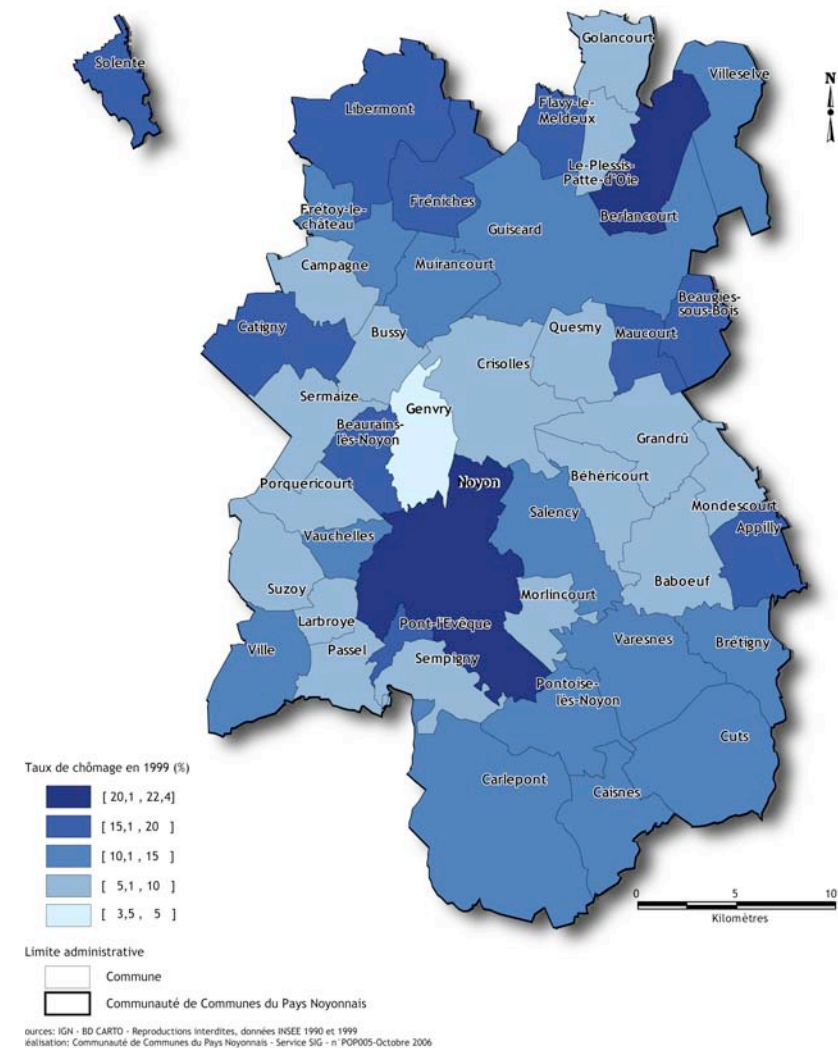 Golancourt
Solente
Villeselve
N
Libermont
Flavy-le-
Meldeux
Le-Plessis-
Patte-d'Oie
Fréniches
Frétoy-le-
château
Berlancourt
Guiscard
Campagne
Muirancourt
Beaugies-
sous-Bois
Catigny
Bussy
Quesmy
Maucourt
Crisolles
Sermaize
Genvry
Beaurains-
lès-Noyon
Grandrû
Porquericourt
Noyon
Béhéricourt
Mondescourt
Salency
Appilly
Vauchelles
Baboeuf
Suzoy
Morlincourt
Larbroye
Pont-l'Evêque
Ville
Passel
Sempigny
Varesnes
Brétigny
Pontoise-
lès-Noyon
Cuts
Carlepont
Caisnes
Taux de chômage en 1999 (%)
[ 20,1 , 22,4]
[ 15,1 , 20 ]
[ 10,1 , 15 ]
[ 5,1 , 10 ]
[ 3,5 , 5 ]
0 5 10
Kilomètres
Limite administrative
Commune
Communauté de Communes du Pays Noyonnais
ources: IGN - BD CARTO - Reproductions interdites, données INSEE 1990 et 1999
éalisation: Communauté de Communes du Pays Noyonnais - Service SIG - n°POP005-Octobre 2006